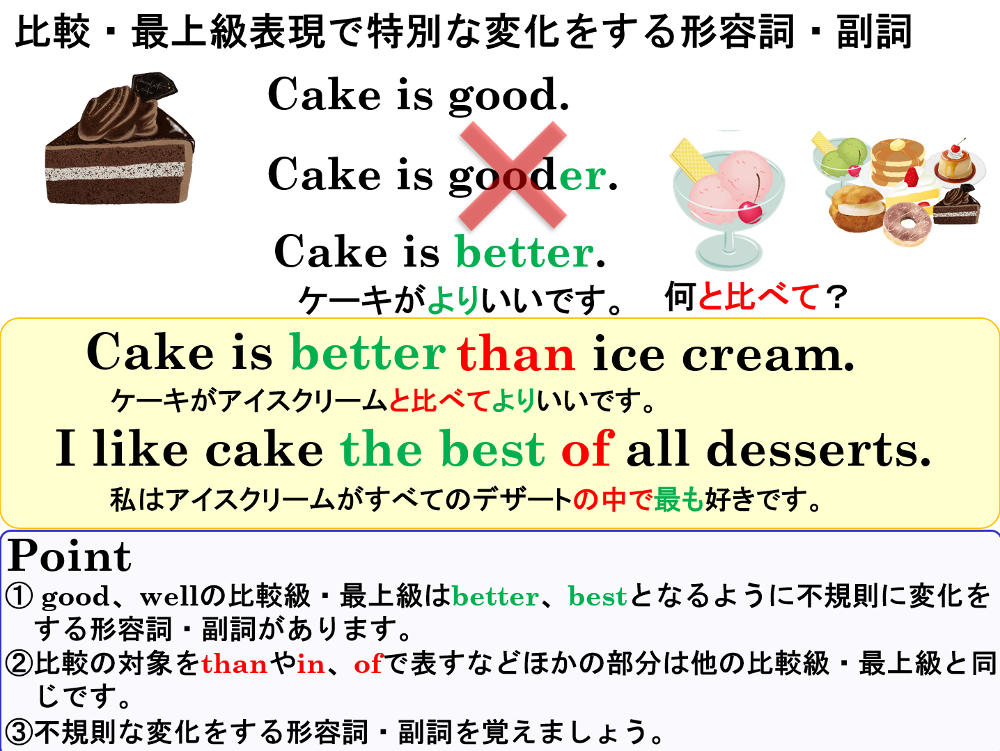 比較・最上級表現で特別な変化をする形容詞・副詞
Cake is good.
Cake is gooder.
Cake is better.
ケーキがよりいいです。
何と比べて？
Cake is better than ice cream.
ケーキがアイスクリームと比べてよりいいです。
I like cake the best of all desserts.
私はアイスクリームがすべてのデザートの中で最も好きです。
Point
① good、wellの比較級・最上級はbetter、bestとなるように不規則に変化を
する形容詞・副詞があります。
②比較の対象をthanやin、ofで表すなどほかの部分は他の比較級・最上級と同
じです。
③不規則な変化をする形容詞・副詞を覚えましょう。